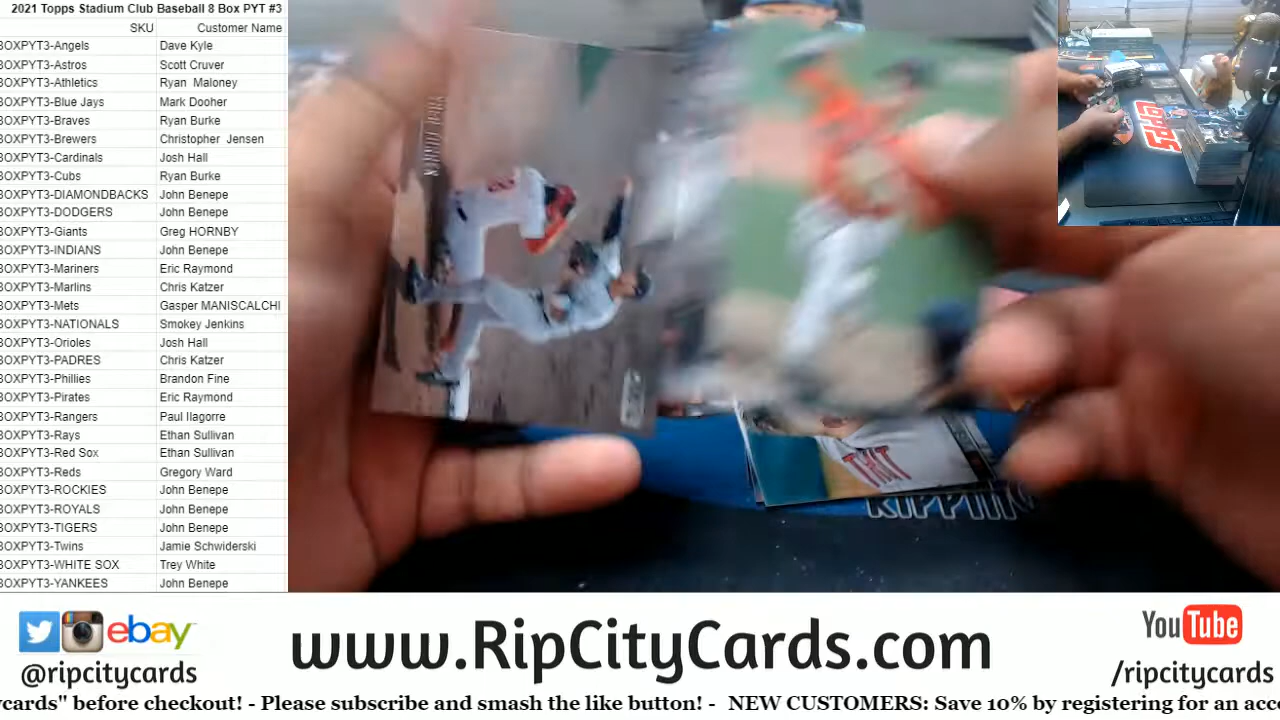 2021 Topps Stadium Club Baseball 8 Box PYT #3
SKU Customer Name
BOXPYT3-Angels Dave Kyle
BOXPYT3-Astros Scott Cruver
BOXPYT3-Athletics Ryan Maloney
BOXPYT3-Blue Jays Mark Dooher
BOXPYT3-Braves Ryan Burke
BOXPYT3-Brewers Christopher Jensen
BOXPYT3-Cardinals Josh Hall
BOXPYT3-Cubs Ryan Burke
BOXPYT3-DIAMONDBACKS John Benepe
BOXPYT3-DODGERS John Benepe
BOXPYT3-Giants Greg HORNBY
BOXPYT3-INDIANS John Benepe
BOXPYT3-Mariners Eric Raymond
BOXPYT3-Marlins Chris Katzer
BOXPYT3-Mets Gasper MANISCALCHI
BOXPYT3-NATIONALS Smokey Jenkins
BOXPYT3-Orioles Josh Hall
BOXPYT3-PADRES Chris Katzer
BOXPYT3-Phillies Brandon Fine
BOXPYT3-Pirates Eric Raymond
BOXPYT3-Rangers Paul Ilagorre
BOXPYT3-Rays Ethan Sullivan
BOXPYT3-Red Sox Ethan Sullivan
BOXPYT3-Reds Gregory Ward
BOXPYT3-ROCKIES John Benepe
BOXPYT3-ROYALS John Benepe
BOXPYT3-TIGERS John Benepe
BOXPYT3-Twins Jamie Schwiderski
BOXPYT3-WHITE SOX Trey White
BOXPYT3-YANKEES John Benepe
TOPPS
ebay
@ripcitycards
www.RipCityCards.com
YouTube
/ripcitycards
cards" before checkout! - Please subscribe and smash the like button! - NEW CUSTOMERS: Save 10% by registering for an acc